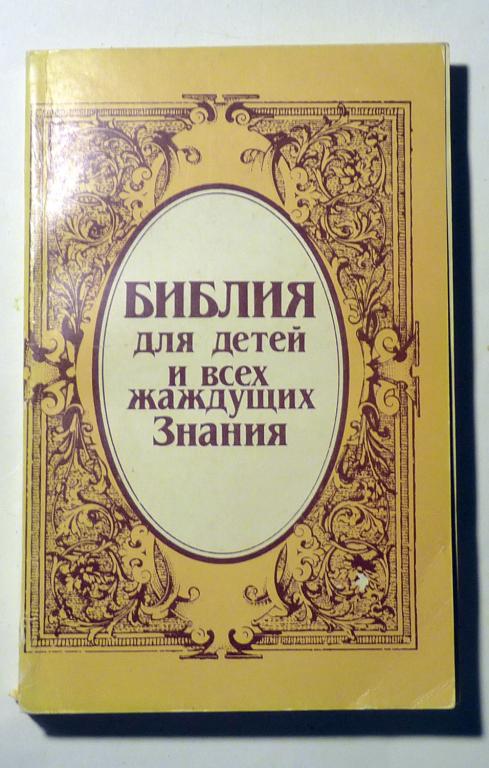 БИБЛИЯ
для детей
и всех
жаждущих
Знания